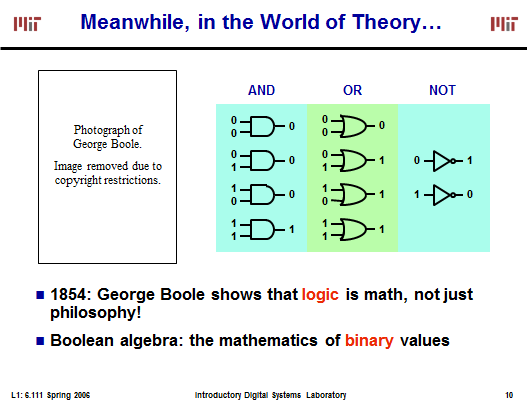 MIT
Meanwhile, in the World of Theory…
MIT
Photograph of
George Boole.
Image removed due to
copyright restrictions.
AND OR NOT
0 0 0 0 0 0
0 1 0 0 1 1 0 1
1 0 0 1 0 1 1 0
1 1 1 1 1 1
1854: George Boole shows that logic is math, not just
philosophy!
Boolean algebra: the mathematics of binary values
L1: 6.111 Spring 2006 Introductory Digital Systems Laboratory 10